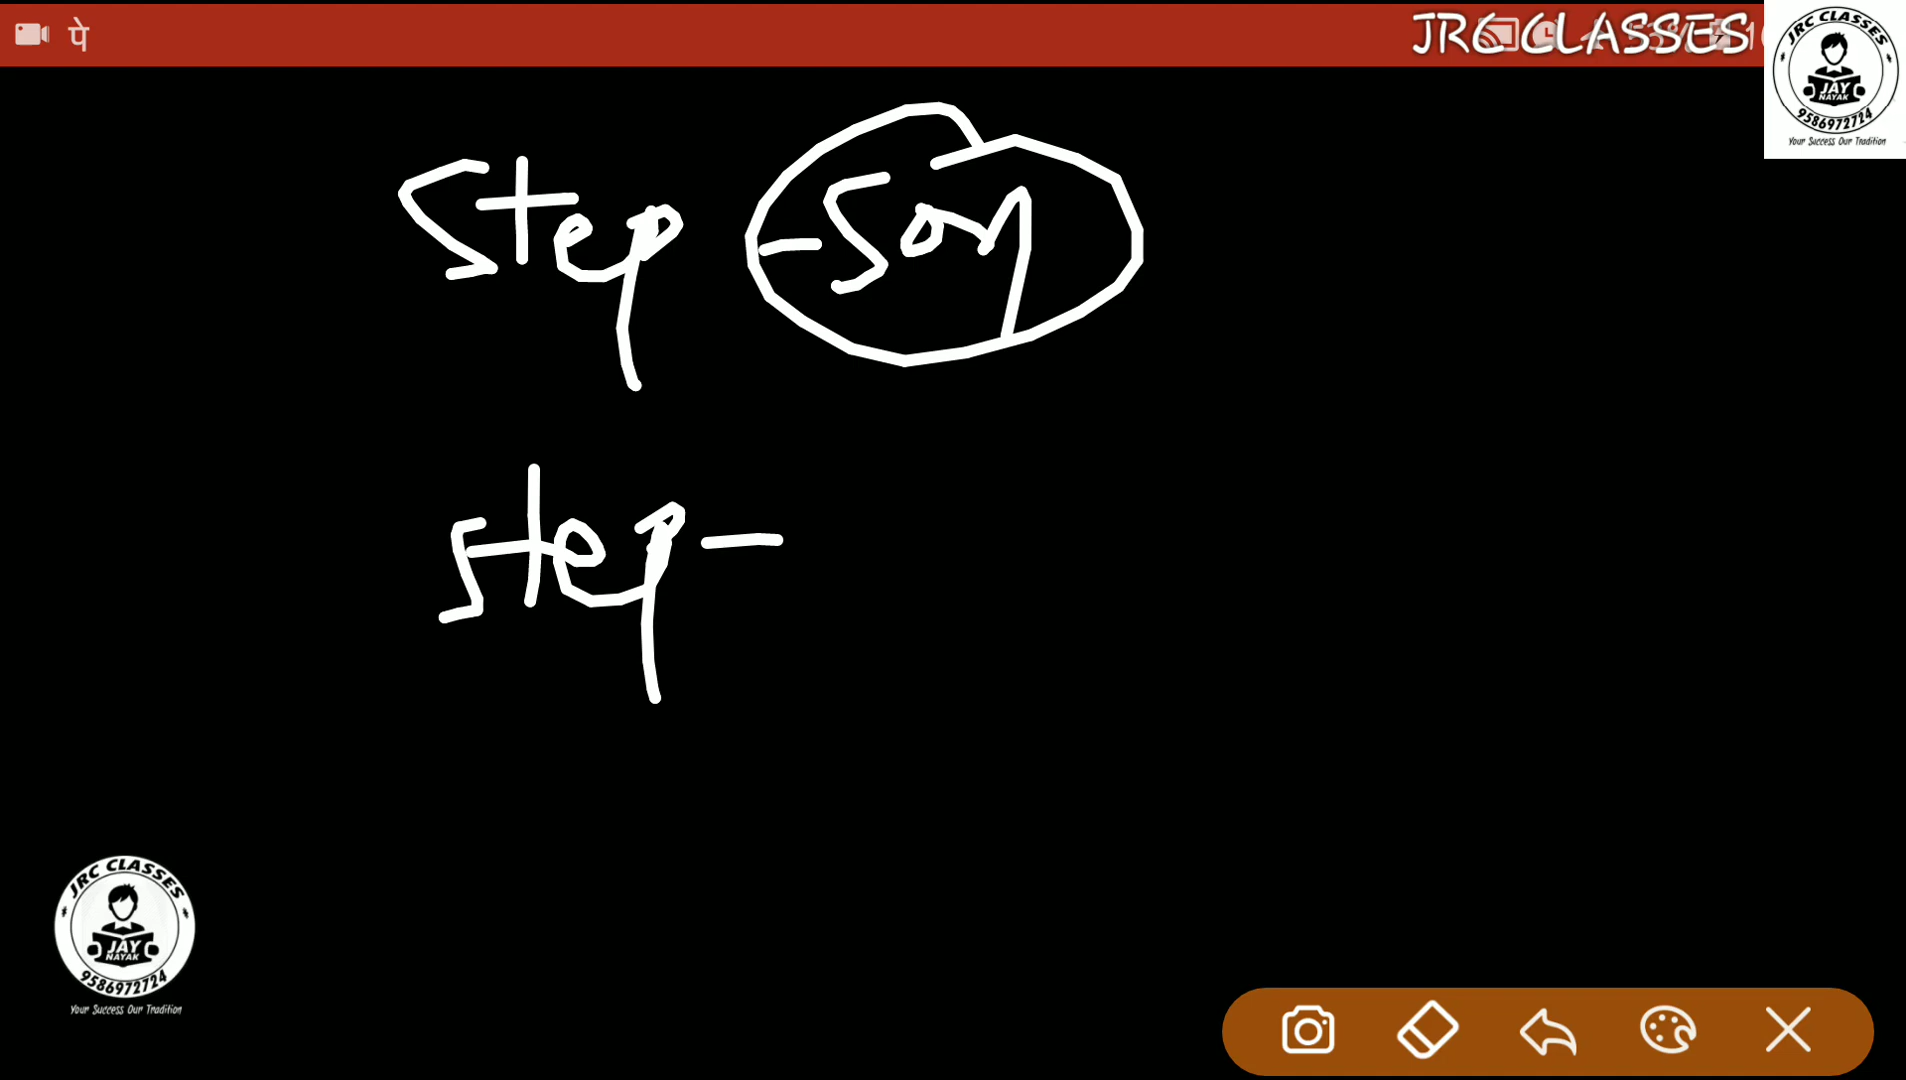 पे
JRC CLASSES
JRC CLASSES
JAY
NAYAK
9586972724
Your Success Our Tradition
Step -Son
step-
JRC CLASSES
JAY
NAYAK
9586972724
Your Success Our Tradition